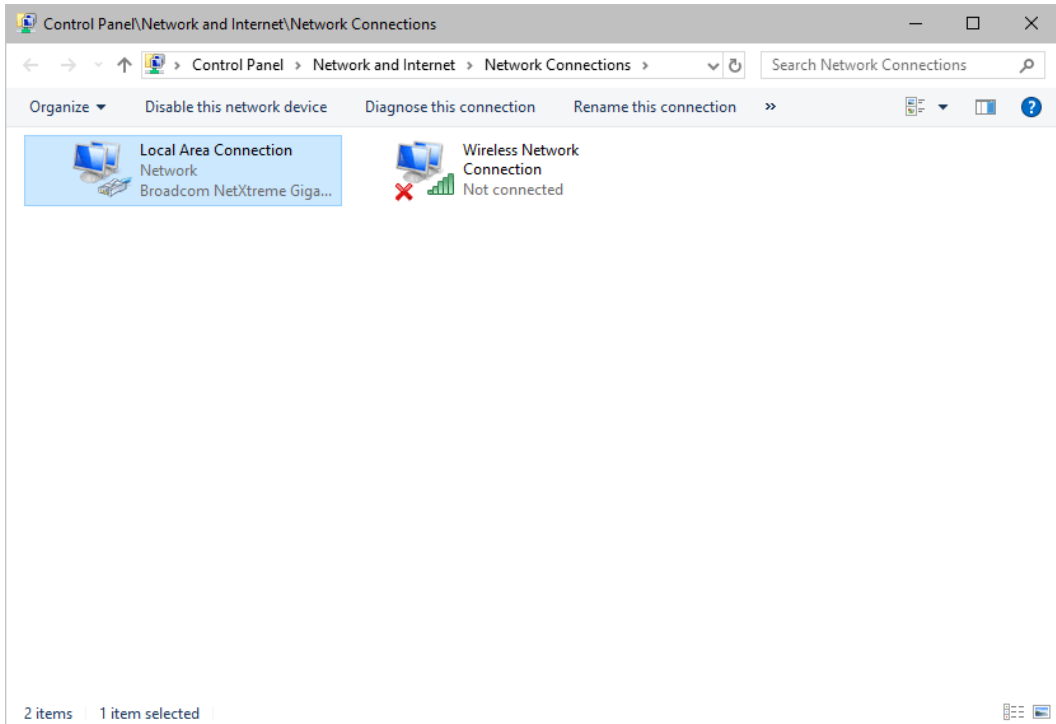 Control Panel\Network and Internet\Network Connections
Control Panel > Network and Internet > Network Connections >
Search Network Connections
Organize Disable this network device Diagnose this connection Rename this connection »
Local Area Connection
Network
Broadcom NetXtreme Giga...
Wireless Network
Connection
Not connected
2 items 1 item selected